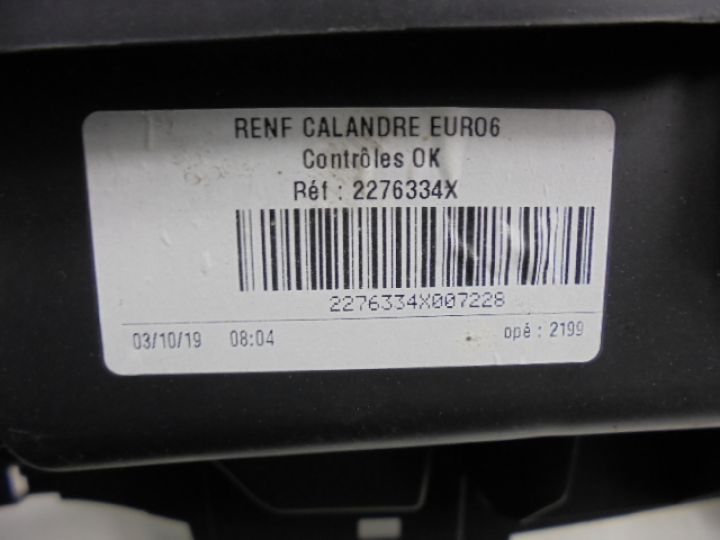 RENF CALANDRE EURO6
Contrôles OK
Réf : 2276334X
2276334X007228
03/10/19 08:04 opé : 2199